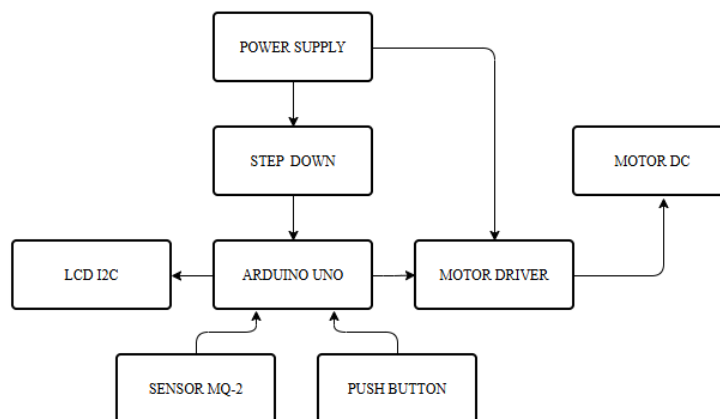 POWER SUPPLY
STEP DOWN
MOTOR DC
LCD I2C
ARDUINO UNO
MOTOR DRIVER
SENSOR MQ-2
PUSH BUTTON